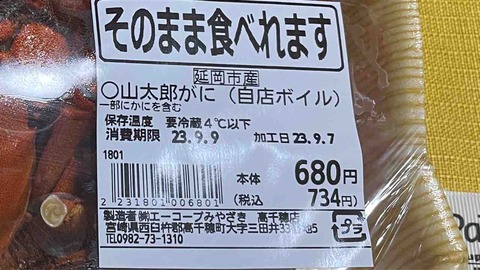 そのまま食べれます
延岡市産
○山太郎がに(自店ボイル)
一部にかにを含む
保存温度 要冷蔵4℃以下
消費期限 23.9.9 加工日 23.9.7
1801
本体 680円
(税込 734円)
2231801006801
製造者 ㈱エーコープみやざき 高千穂店
宮崎県西臼杵郡高千穂町大字三田井33
TEL0982-73-1310
プラ